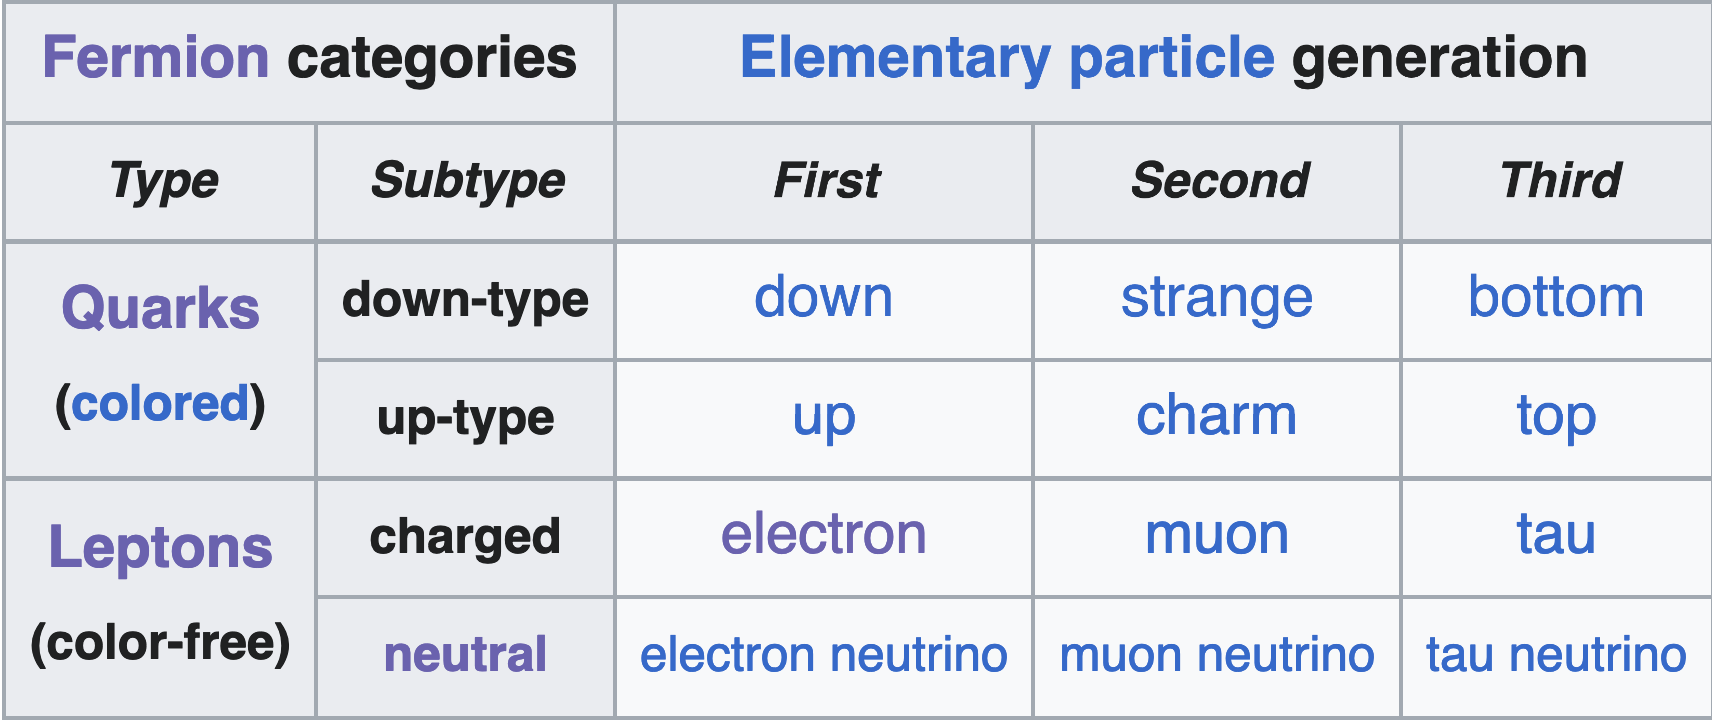 Fermion categories Elementary particle generation
Type Subtype First Second Third
Quarks
(colored)
down-type down strange bottom
up-type up charm top
Leptons
(color-free)
charged electron muon tau
neutral electron neutrino muon neutrino tau neutrino